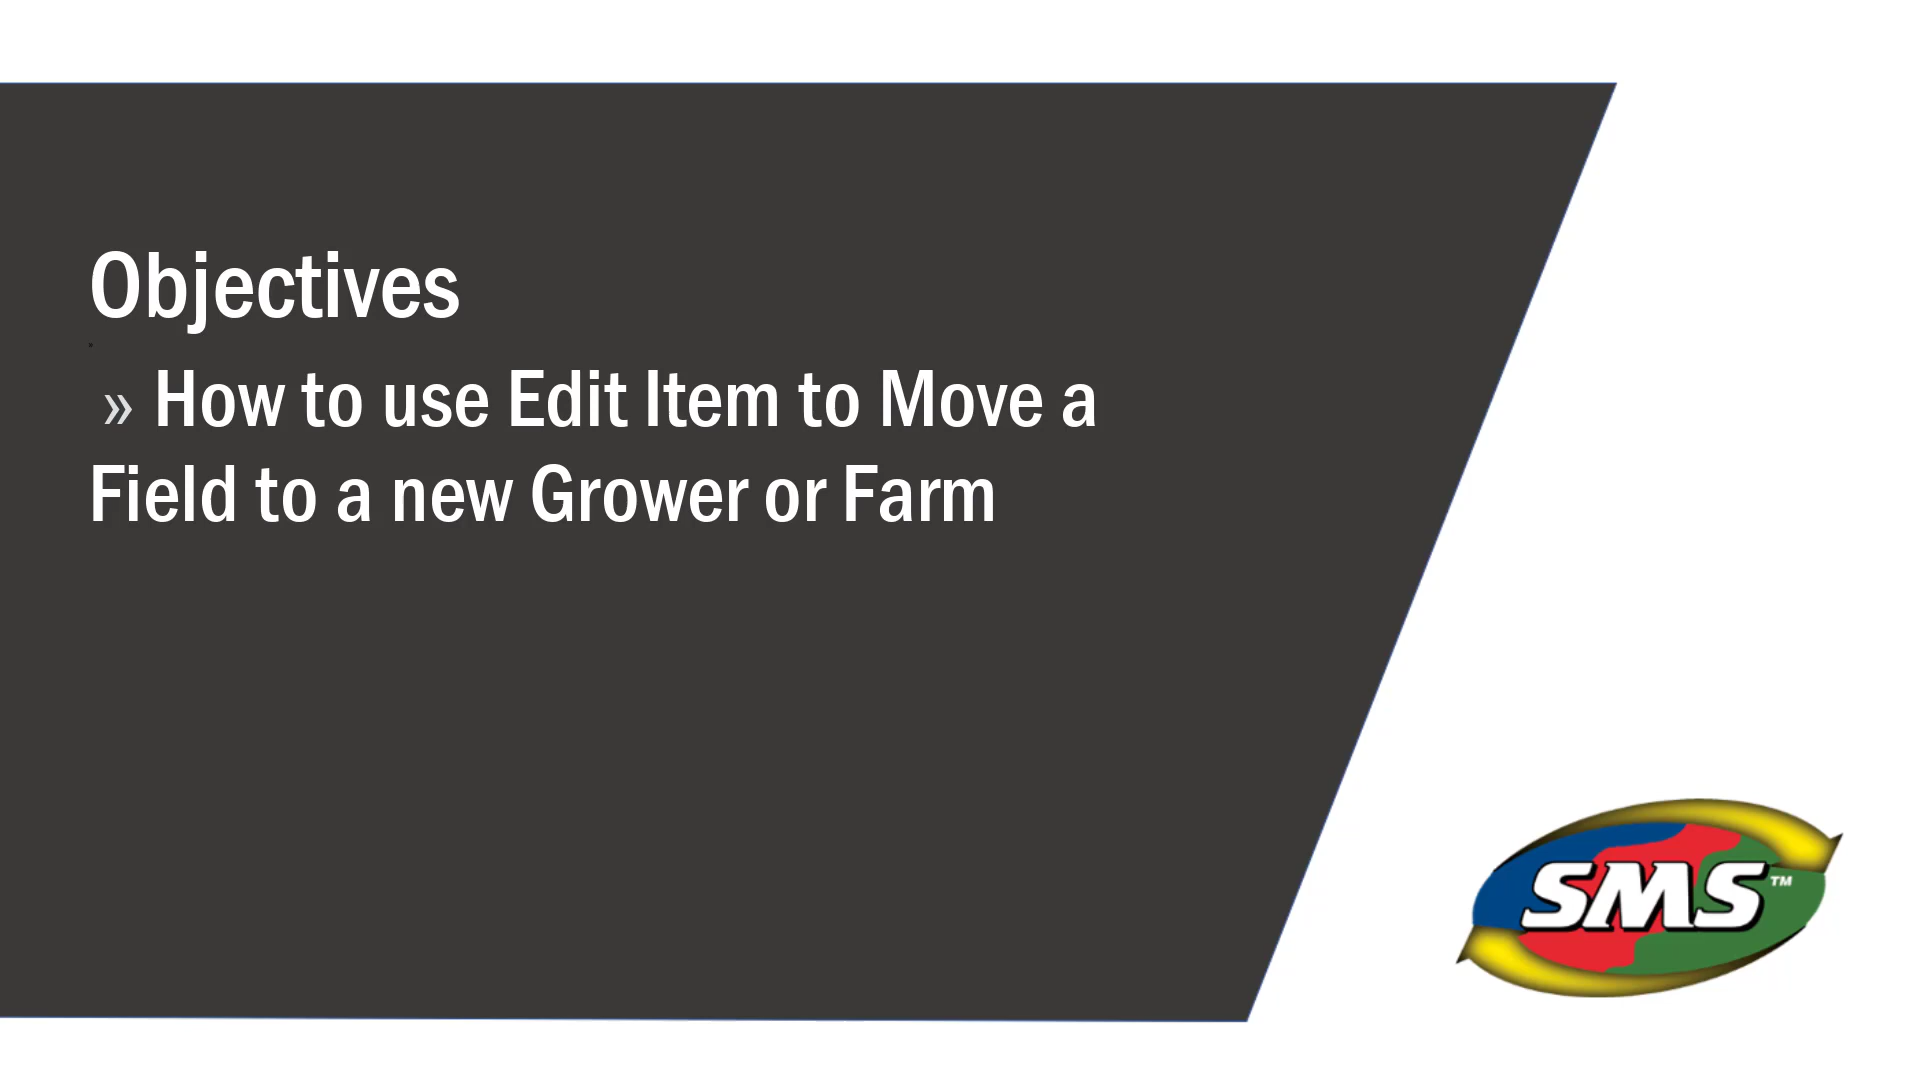 Objectives
» How to use Edit Item to Move a
Field to a new Grower or Farm
SMS™